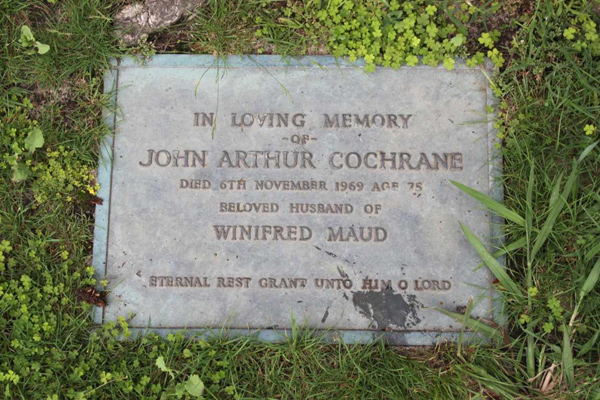 IN LOVING MEMORY
-OF-
JOHN ARTHUR COCHRANE
DIED 6TH NOVEMBER 1969 AGE 75
BELOVED HUSBAND OF
WINIFRED MAUD
ETERNAL REST GRANT UNTO HIM O LORD